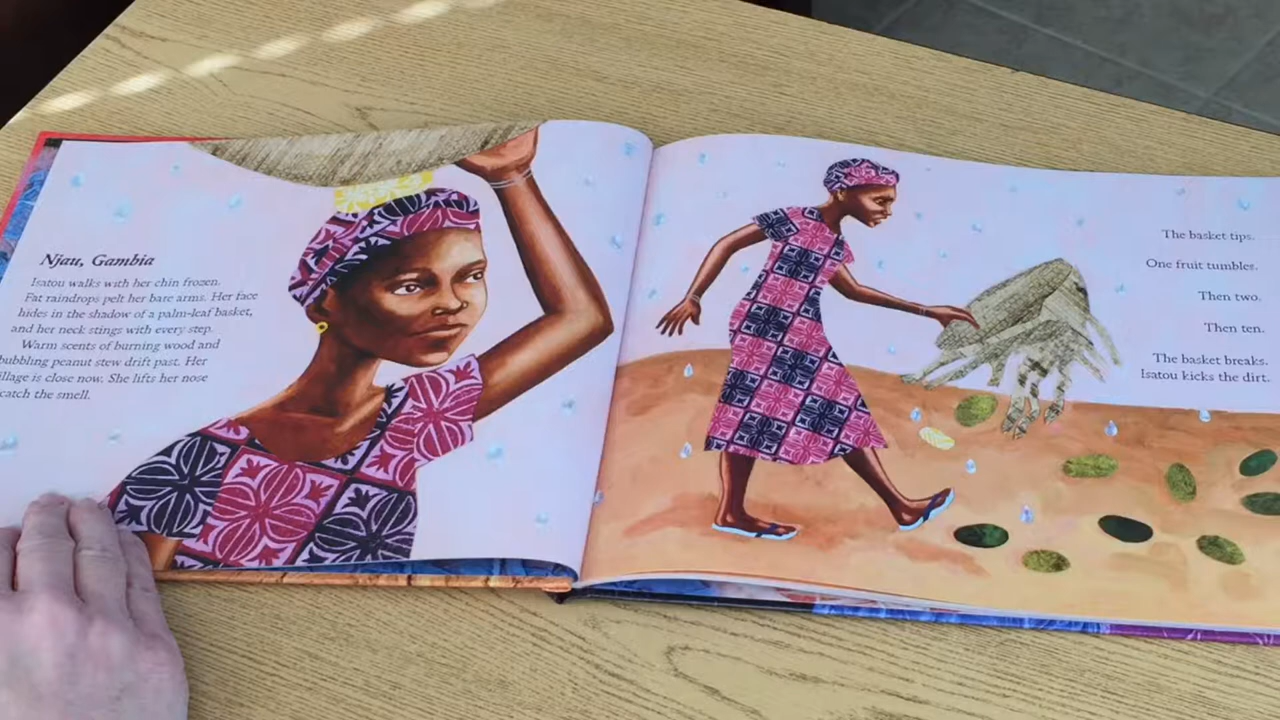 Njau, Gambia
Isatou walks with her chin frozen.
Fat raindrops pelt her bare arms. Her face
hides in the shadow of a palm-leaf basket,
and her neck stings with every step.
Warm scents of burning wood and
bubbling peanut stew drift past. Her
illage is close now. She lifts her nose
catch the smell.
The basket tips.
One fruit tumbles.
Then two.
Then ten.
The basket breaks.
Isatou kicks the dirt.